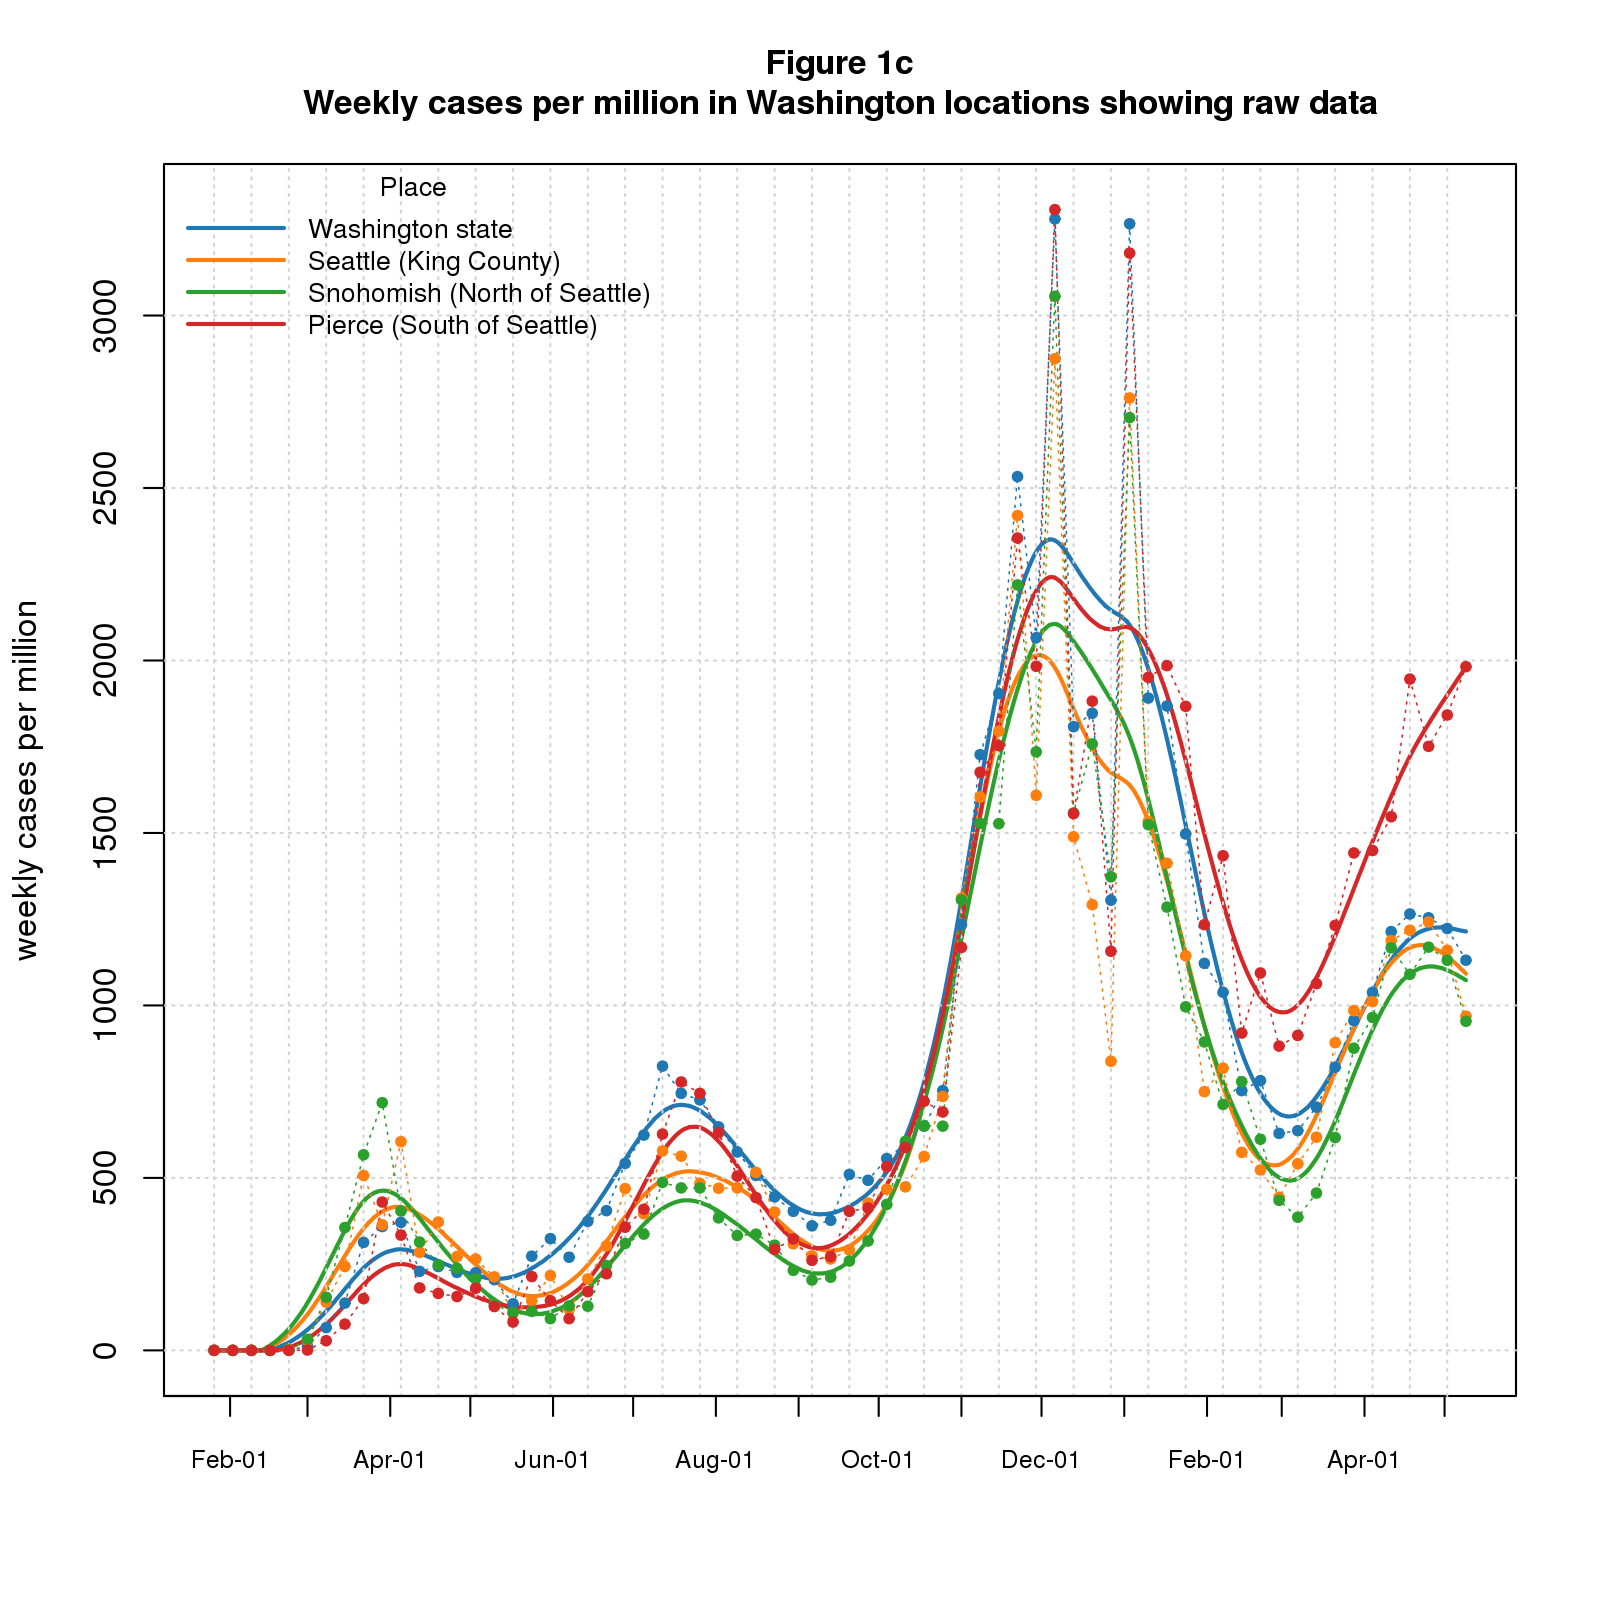 Figure 1c
Weekly cases per million in Washington locations showing raw data
Place
Washington state
Seattle (King County)
Snohomish (North of Seattle)
Pierce (South of Seattle)
3000
2500
2000
1500
1000
500
0
weekly cases per million
Feb-01 Apr-01 Jun-01 Aug-01 Oct-01 Dec-01 Feb-01 Apr-01